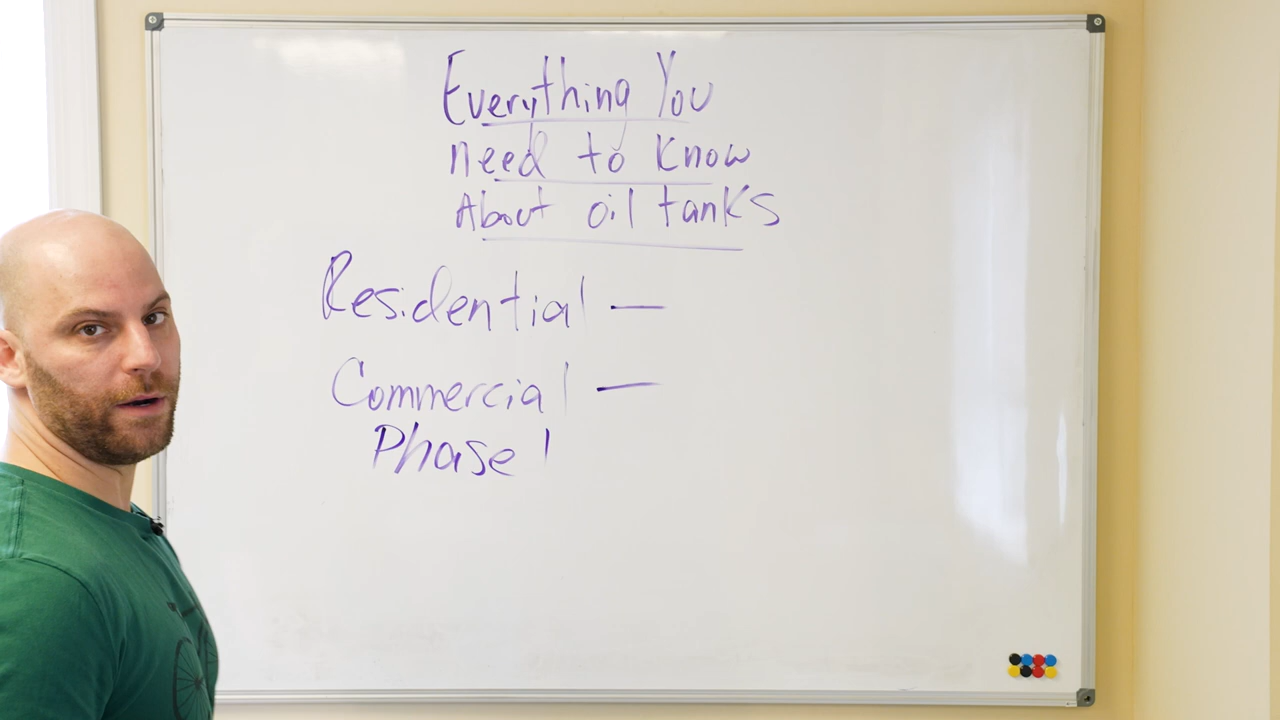 Everything You
need to know
About oil tanks
Residential —
Commercial —
Phase 1